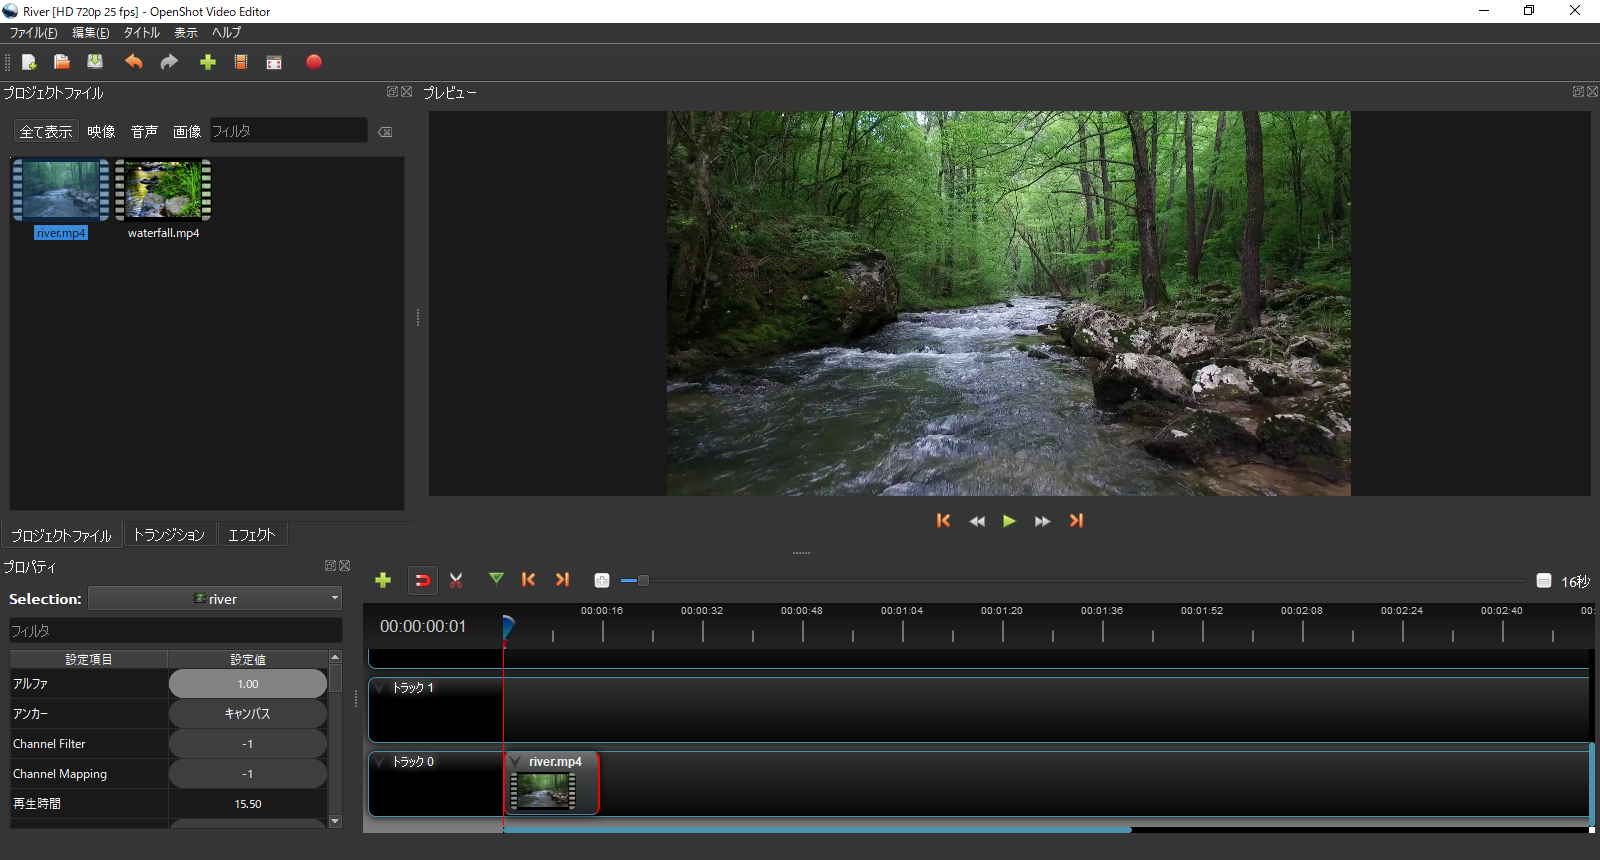 River [HD 720p 25 fps] - OpenShot Video Editor
ファイル(F) 編集(E) タイトル 表示 ヘルプ
プロジェクトファイル
プレビュー
全て表示 映像 音声 画像 フィルタ
river.mp4 waterfall.mp4
プロジェクトファイル トランジション エフェクト
プロパティ
Selection: river
フィルタ
設定項目 設定値
アルファ 1.00
アンカー キャンバス
Channel Filter -1
Channel Mapping -1
再生時間 15.50
16秒
00:00:16 00:00:32 00:00:48 00:01:04 00:01:20 00:01:36 00:01:52 00:02:08 00:02:24 00:02:40 00:
00:00:00:01
トラック 1
トラック 0
river.mp4